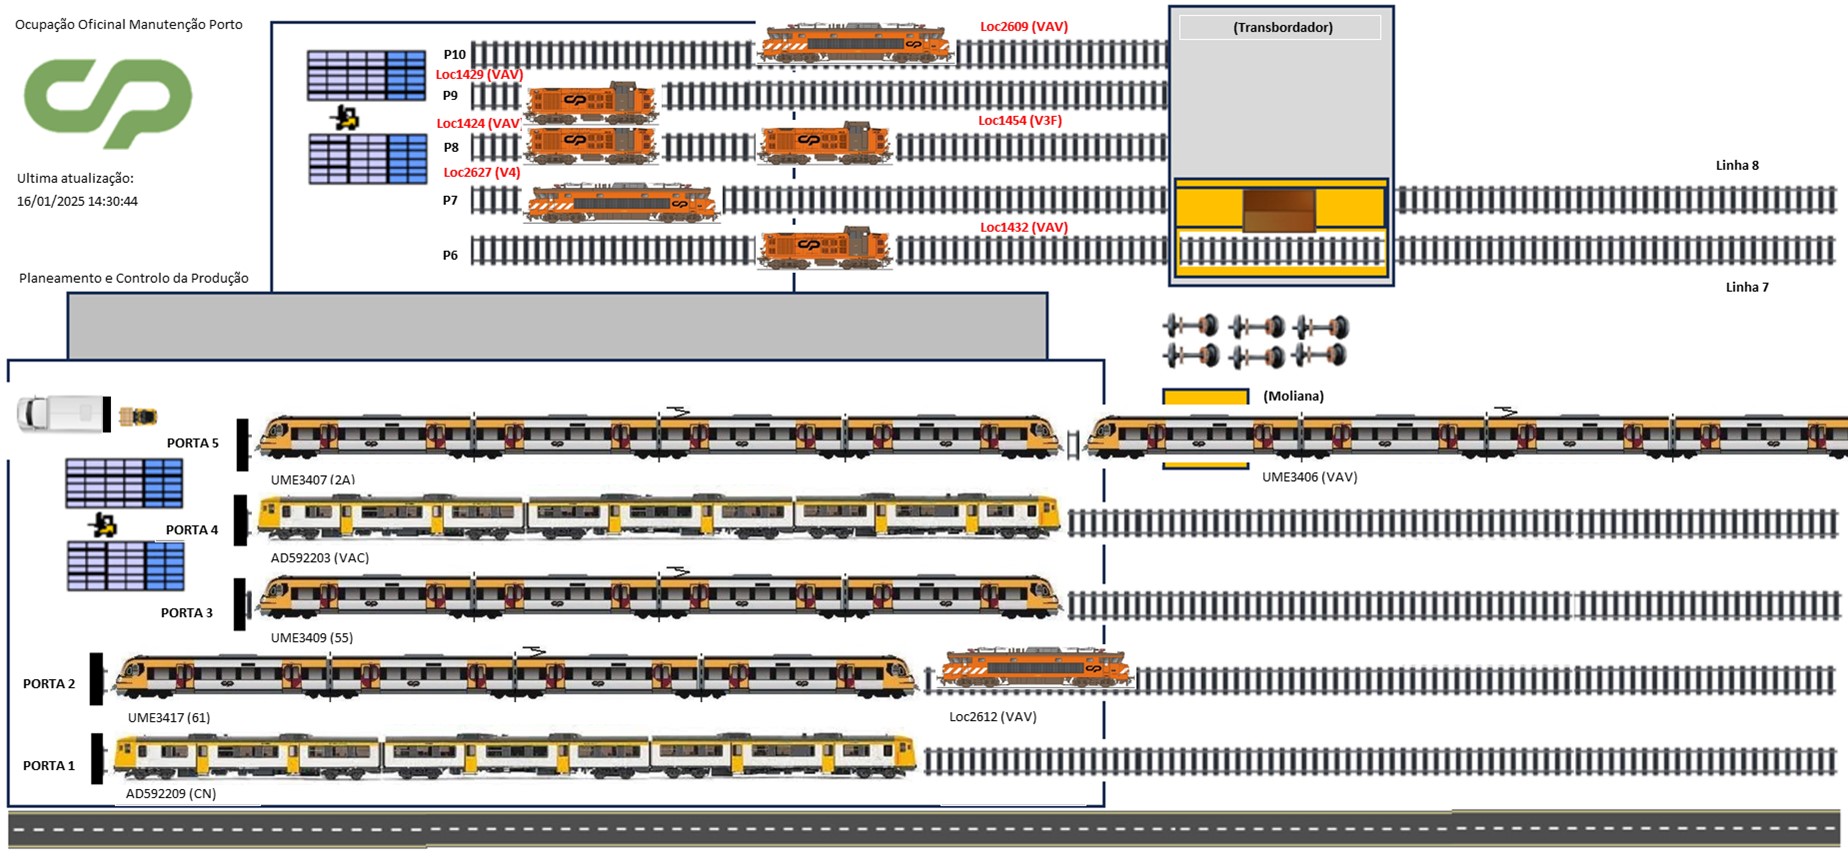 Ocupação Oficinal Manutenção Porto
Loc2609 (VAV)
(Transbordador)
P10
Loc1429 (VAV)
P9
Loc1424 (VAV)
Loc1454 (V3F)
P8
Ultima atualização:
16/01/2025 14:30:44
Loc2627 (V4)
Linha 8
P7
Loc1432 (VAV)
P6
Planeamento e Controlo da Produção
Linha 7
(Moliana)
PORTA 5
UME3407 (2A)
UME3406 (VAV)
PORTA 4
AD592203 (VAC)
PORTA 3
UME3409 (55)
PORTA 2
UME3417 (61)
Loc2612 (VAV)
PORTA 1
AD592209 (CN)